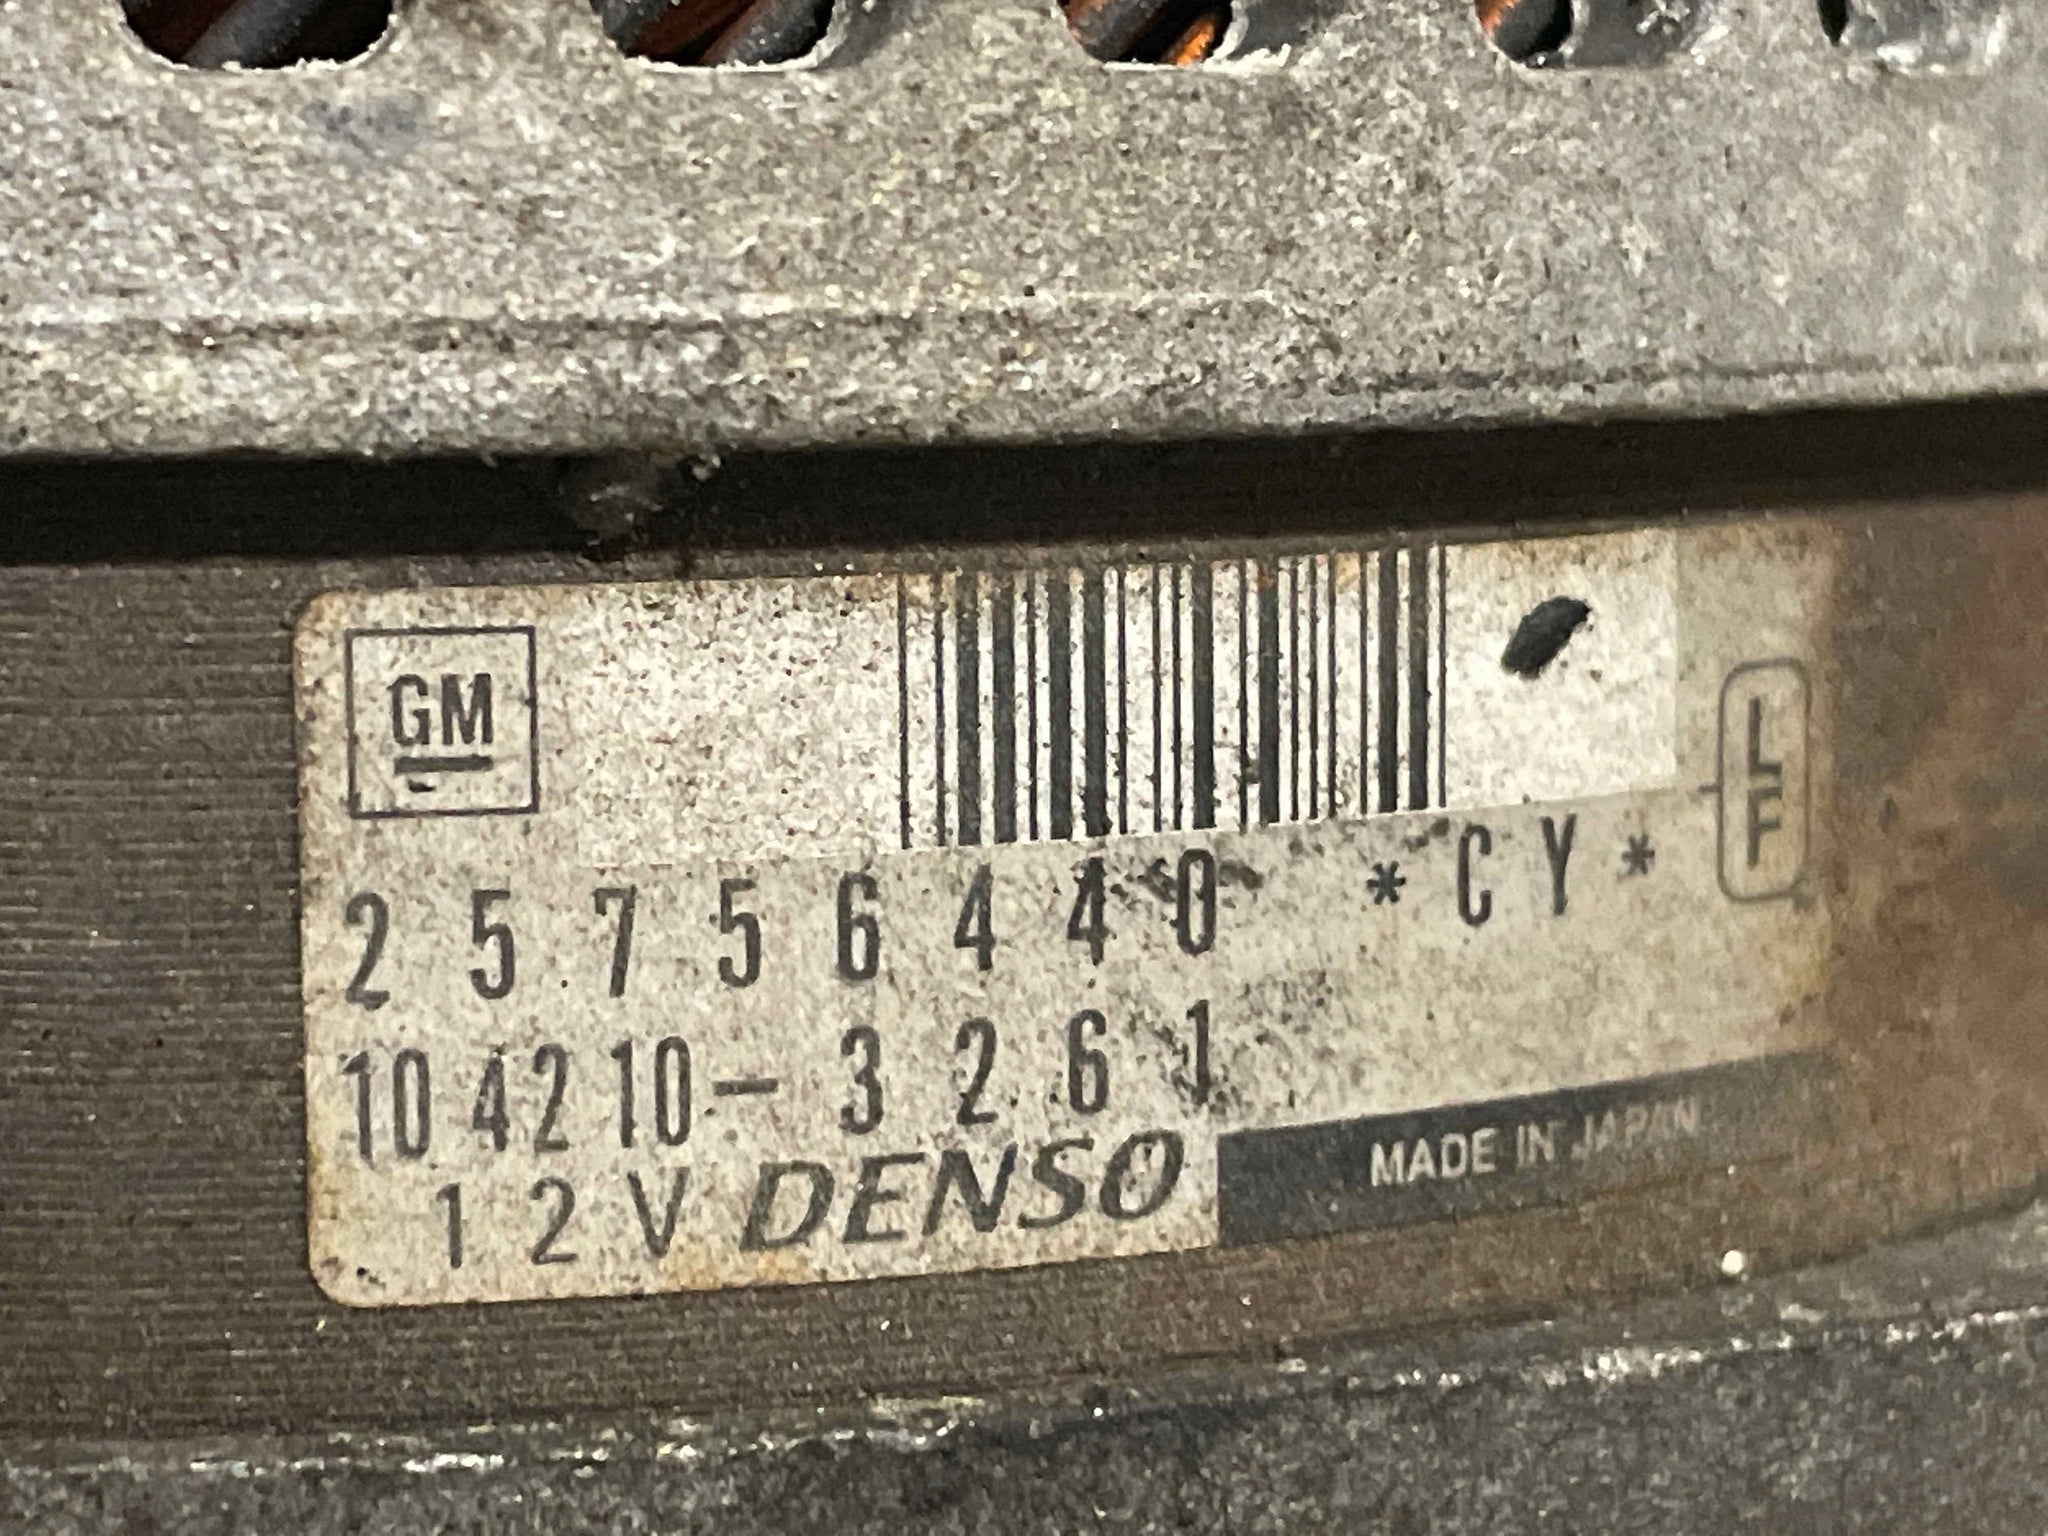 GM
25756440 *CY*
LF
104210-3261
12V DENSO MADE IN JAPAN